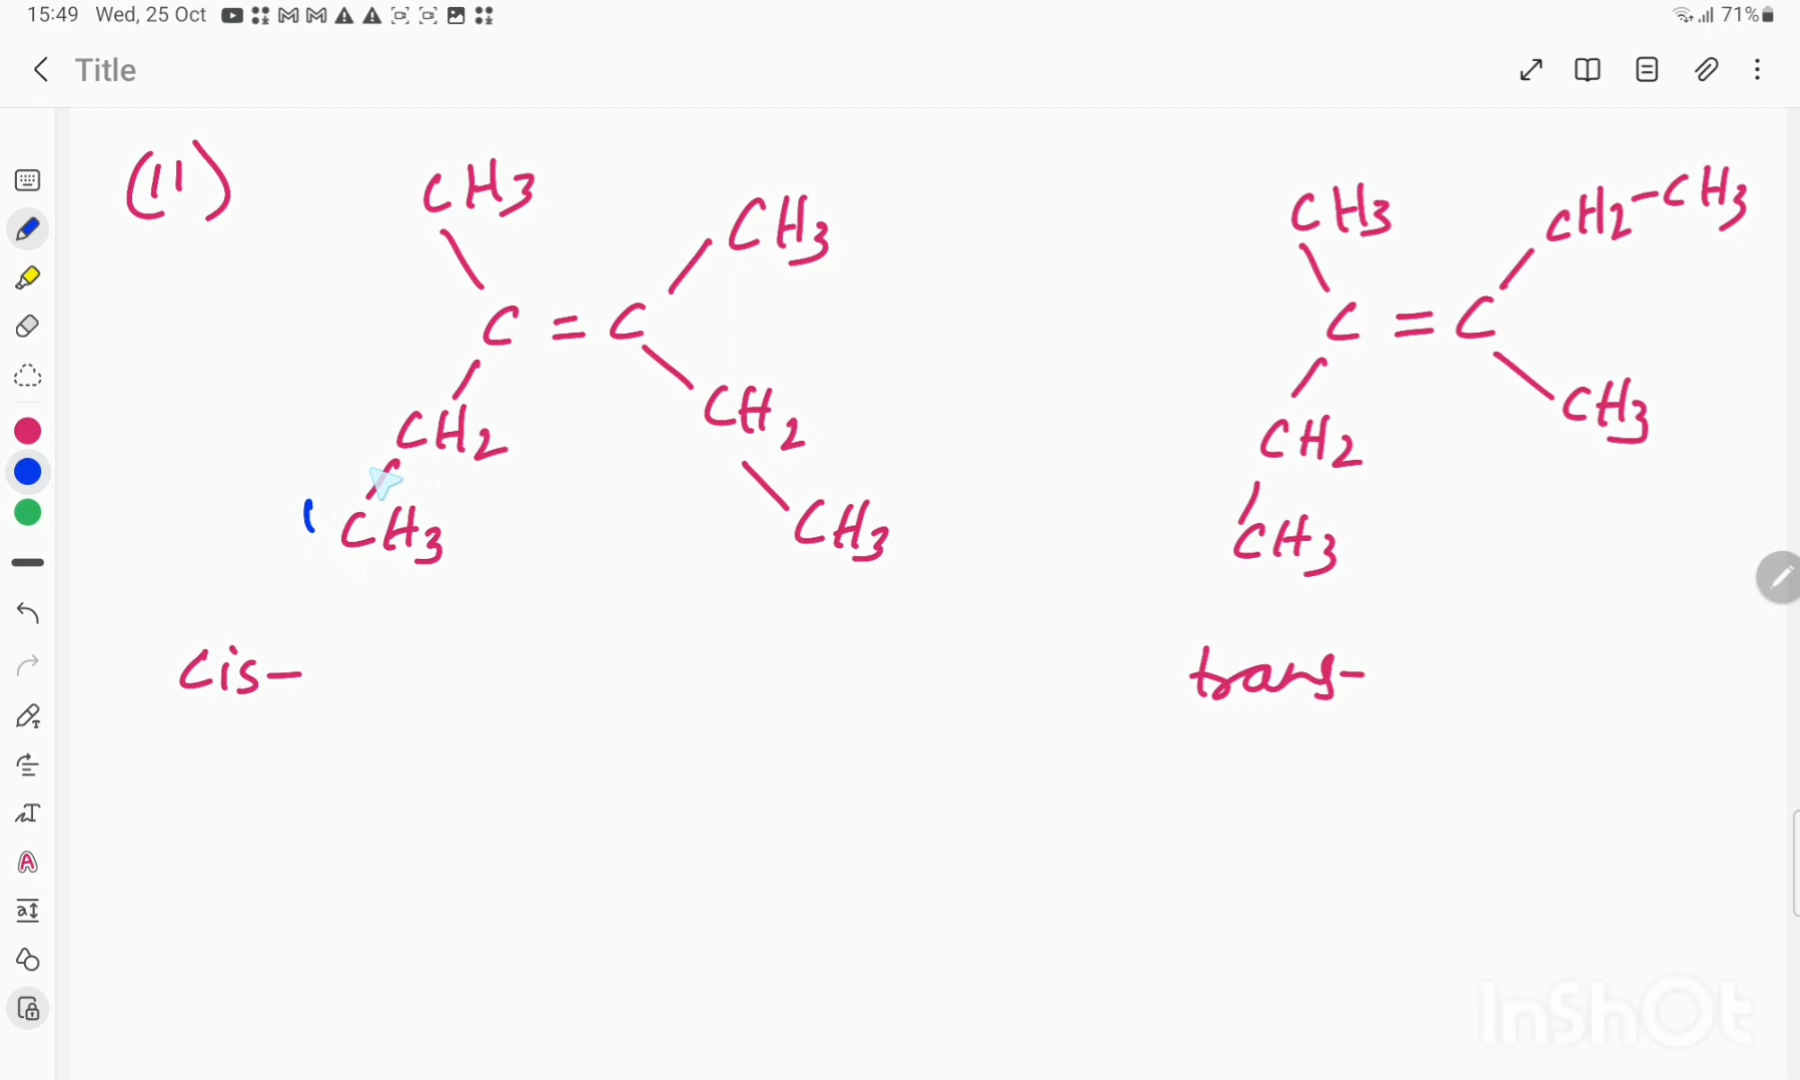 15:49 Wed, 25 Oct
71%
Title
(11)
CH3
CH3
CH3
CH2-CH3
C = C
C = C
CH2
CH2
CH2
CH3
CH3
CH3
CH3
cis-
trans-
InShOt